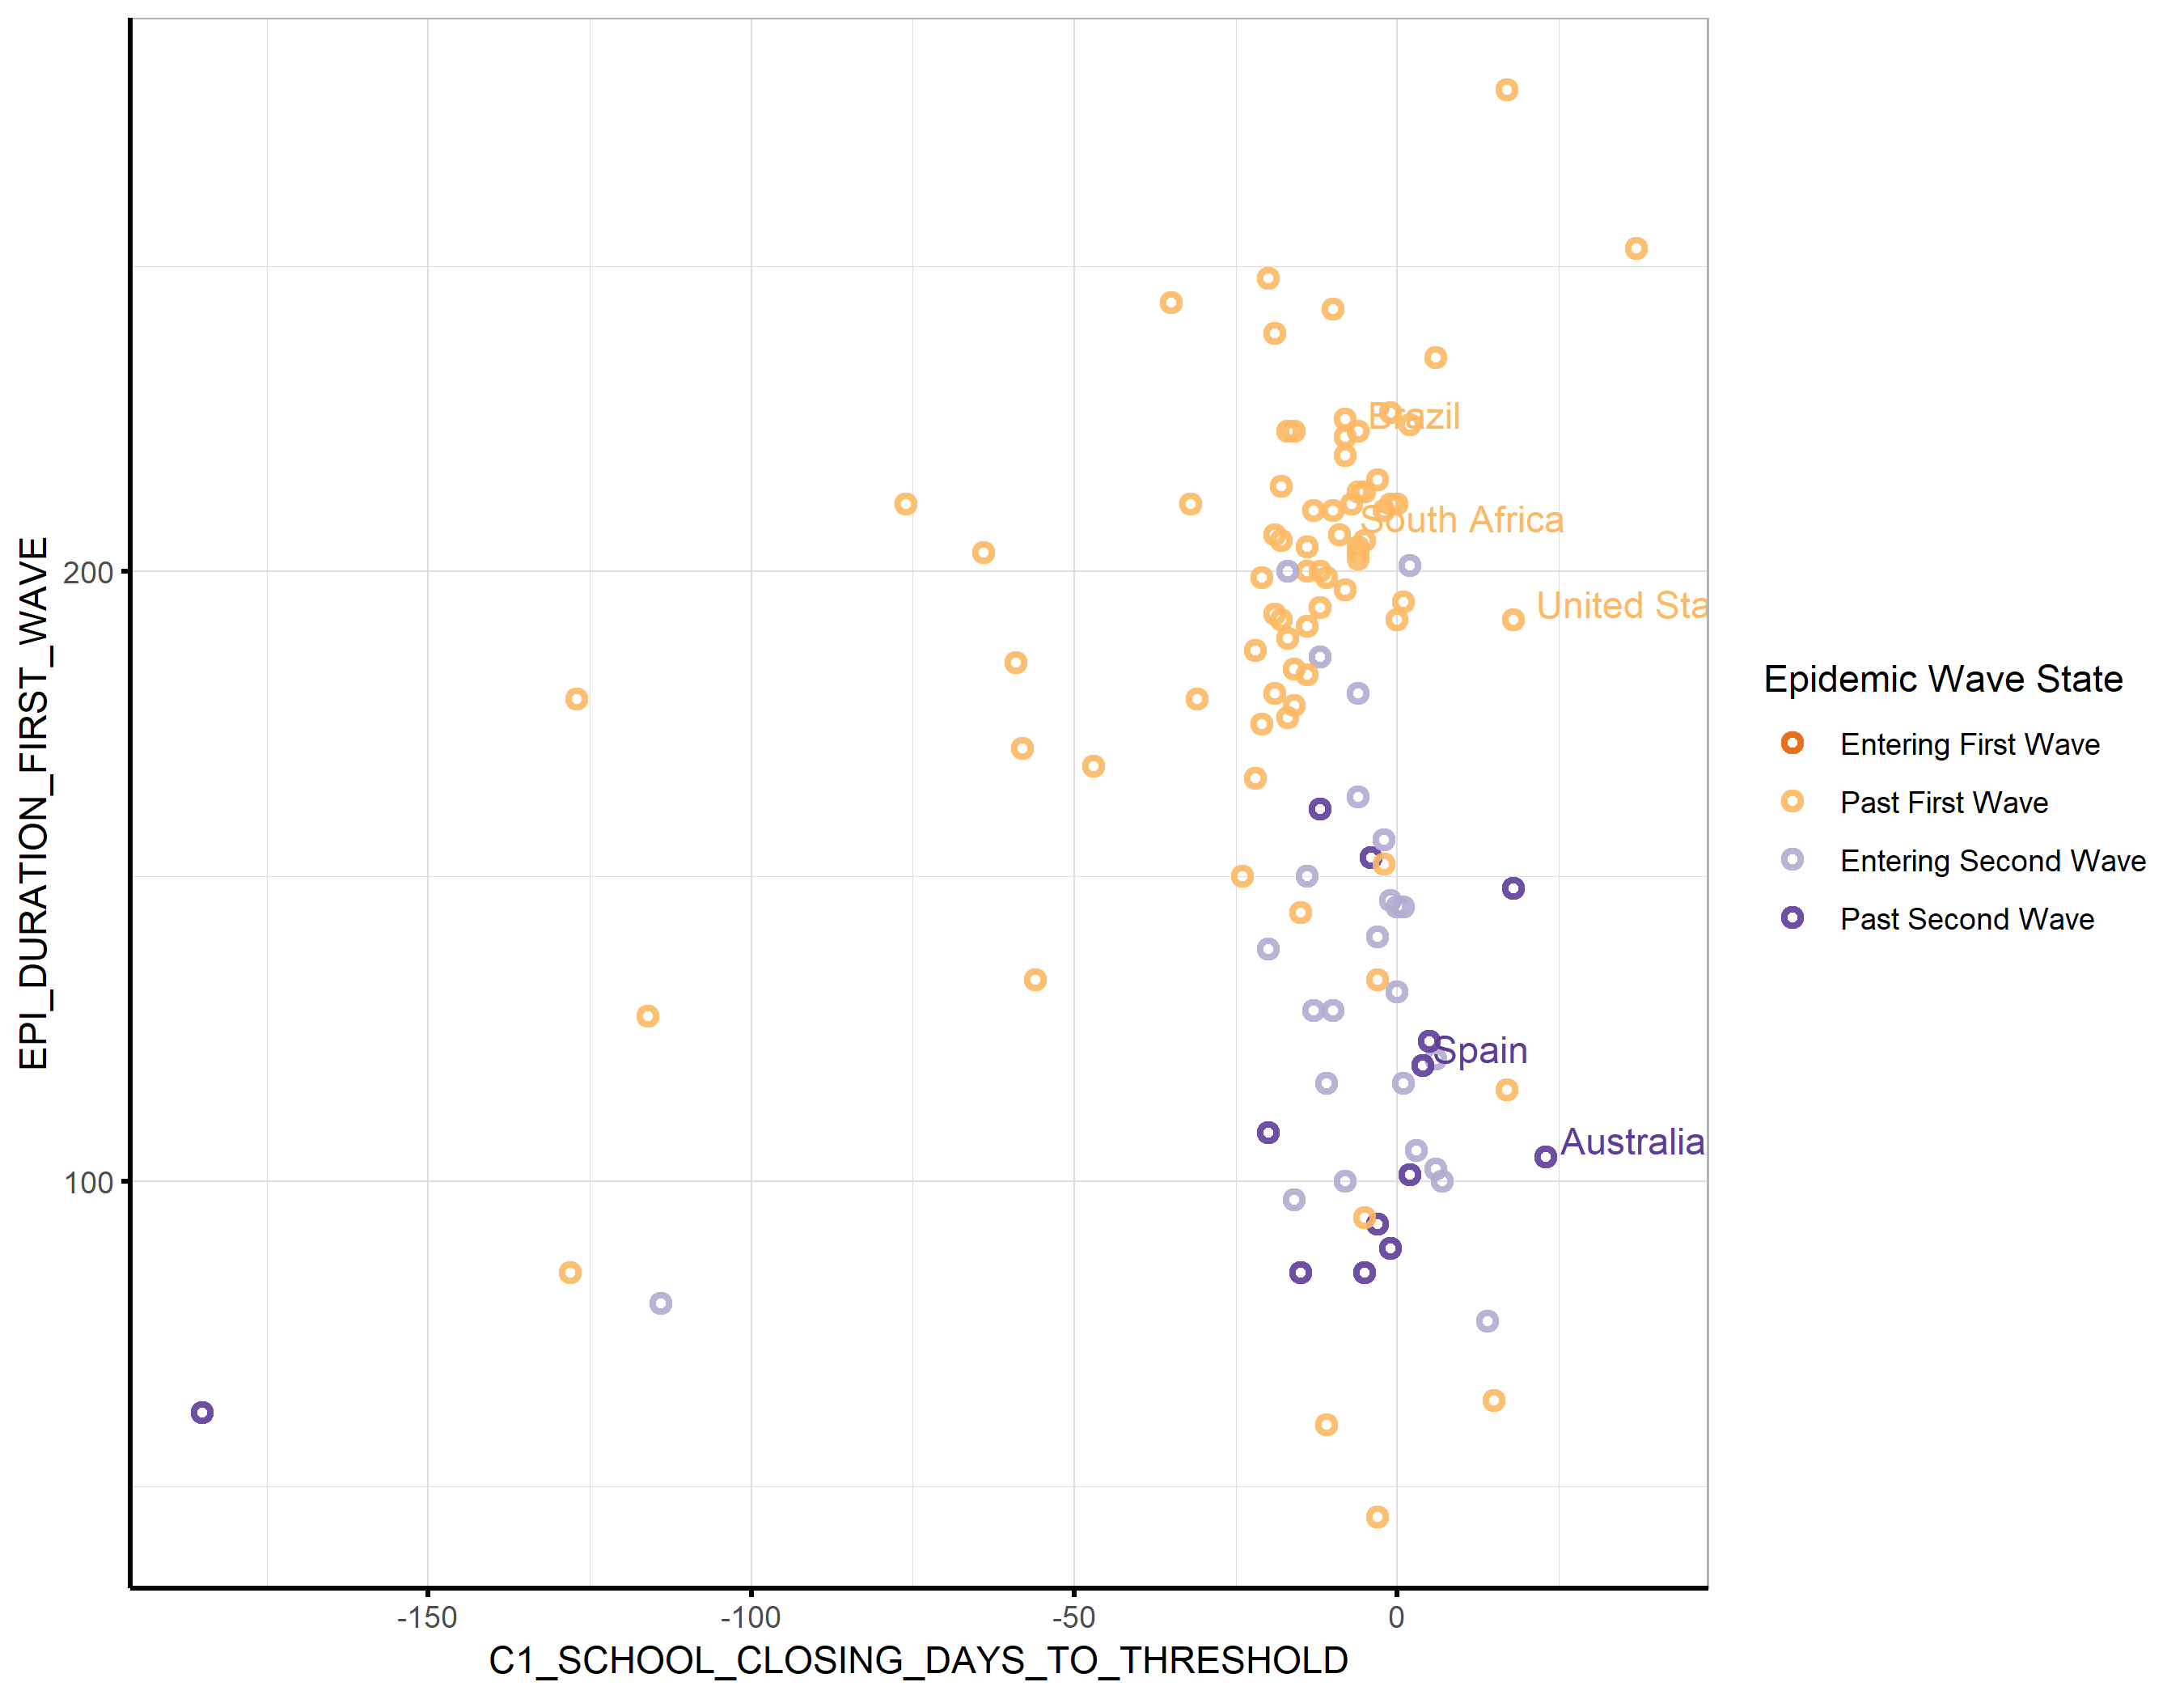 EPI_DURATION_FIRST_WAVE
200
100
Brazil
South Africa
United Sta
Spain
Australia
-150
-100
-50
0
C1_SCHOOL_CLOSING_DAYS_TO_THRESHOLD
Epidemic Wave State
Entering First Wave
Past First Wave
Entering Second Wave
Past Second Wave